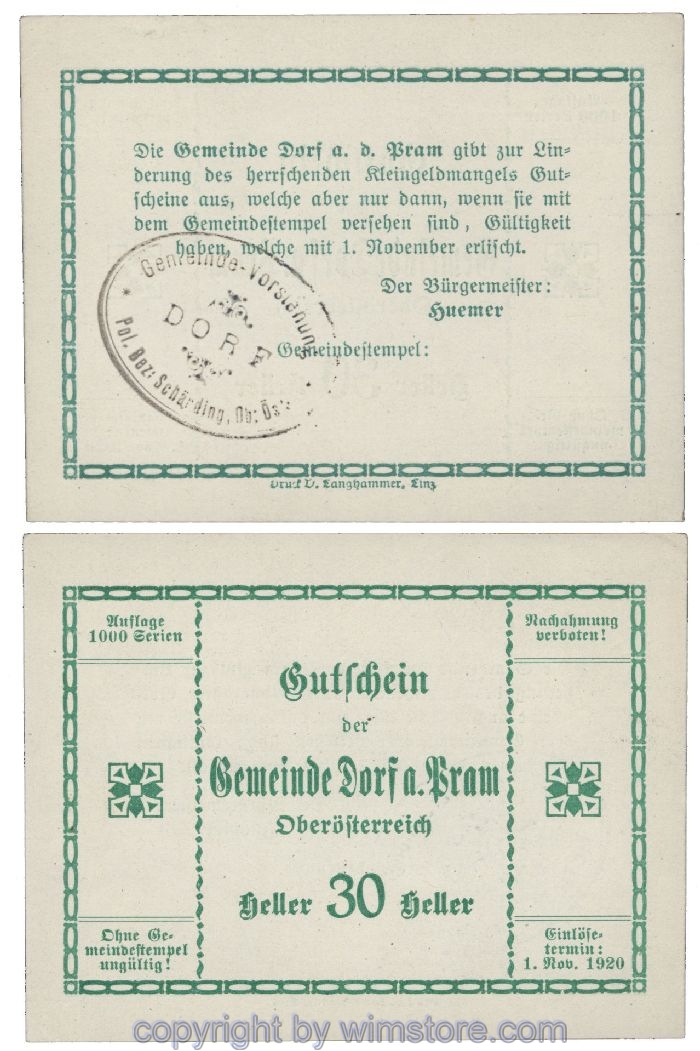 Die Gemeinde Dorf a. d. Pram gibt zur Lin-
derung des herrschenden Kleingeldmangels Gut-
scheine aus, welche aber nur dann, wenn sie mit
dem Gemeindestempel versehen sind, Gültigkeit
haben, welche mit 1. November erlischt.
Der Bürgermeister:
Huemer
Gemeindestempel:
* Gemeinde-Vorstehung *
DORF
Pol. Bez: Schärding, Ob: Öst.
Druck V. Langhammer, Linz
Auflage
1000 Serien
Nachahmung
verboten!
Gutschein
der
Gemeinde Dorf a. Pram
Oberösterreich
Heller 30 Heller
Ohne Ge-
meindestempel
ungültig!
Einlöse-
termin:
1. Nov. 1920
copyright by wimstore.com